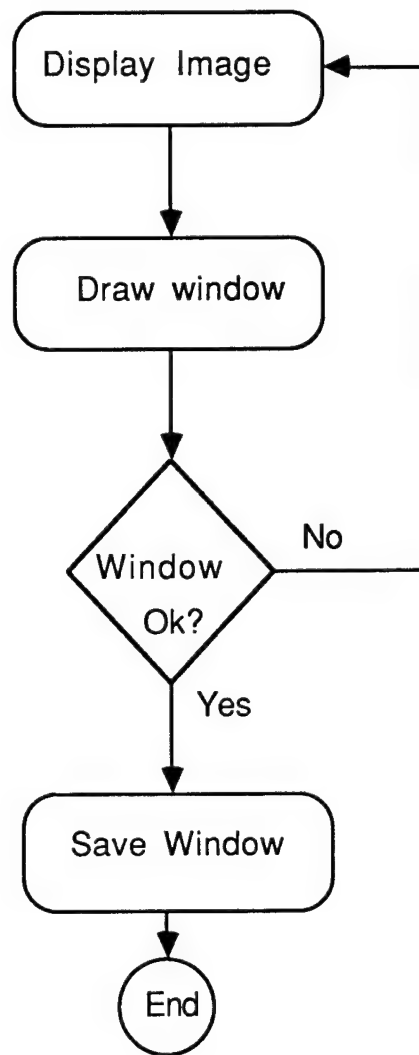 Display Image
Draw window
No
Window
Ok?
Yes
Save Window
End